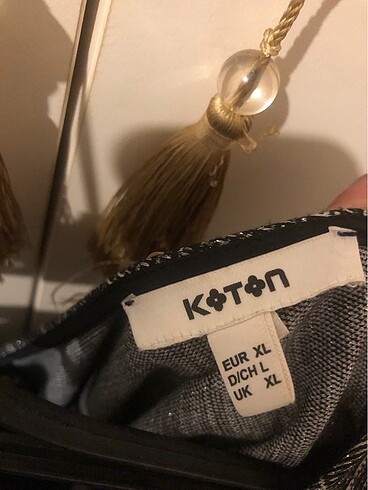 KOTON
EUR XL
D/CH L
UK XL